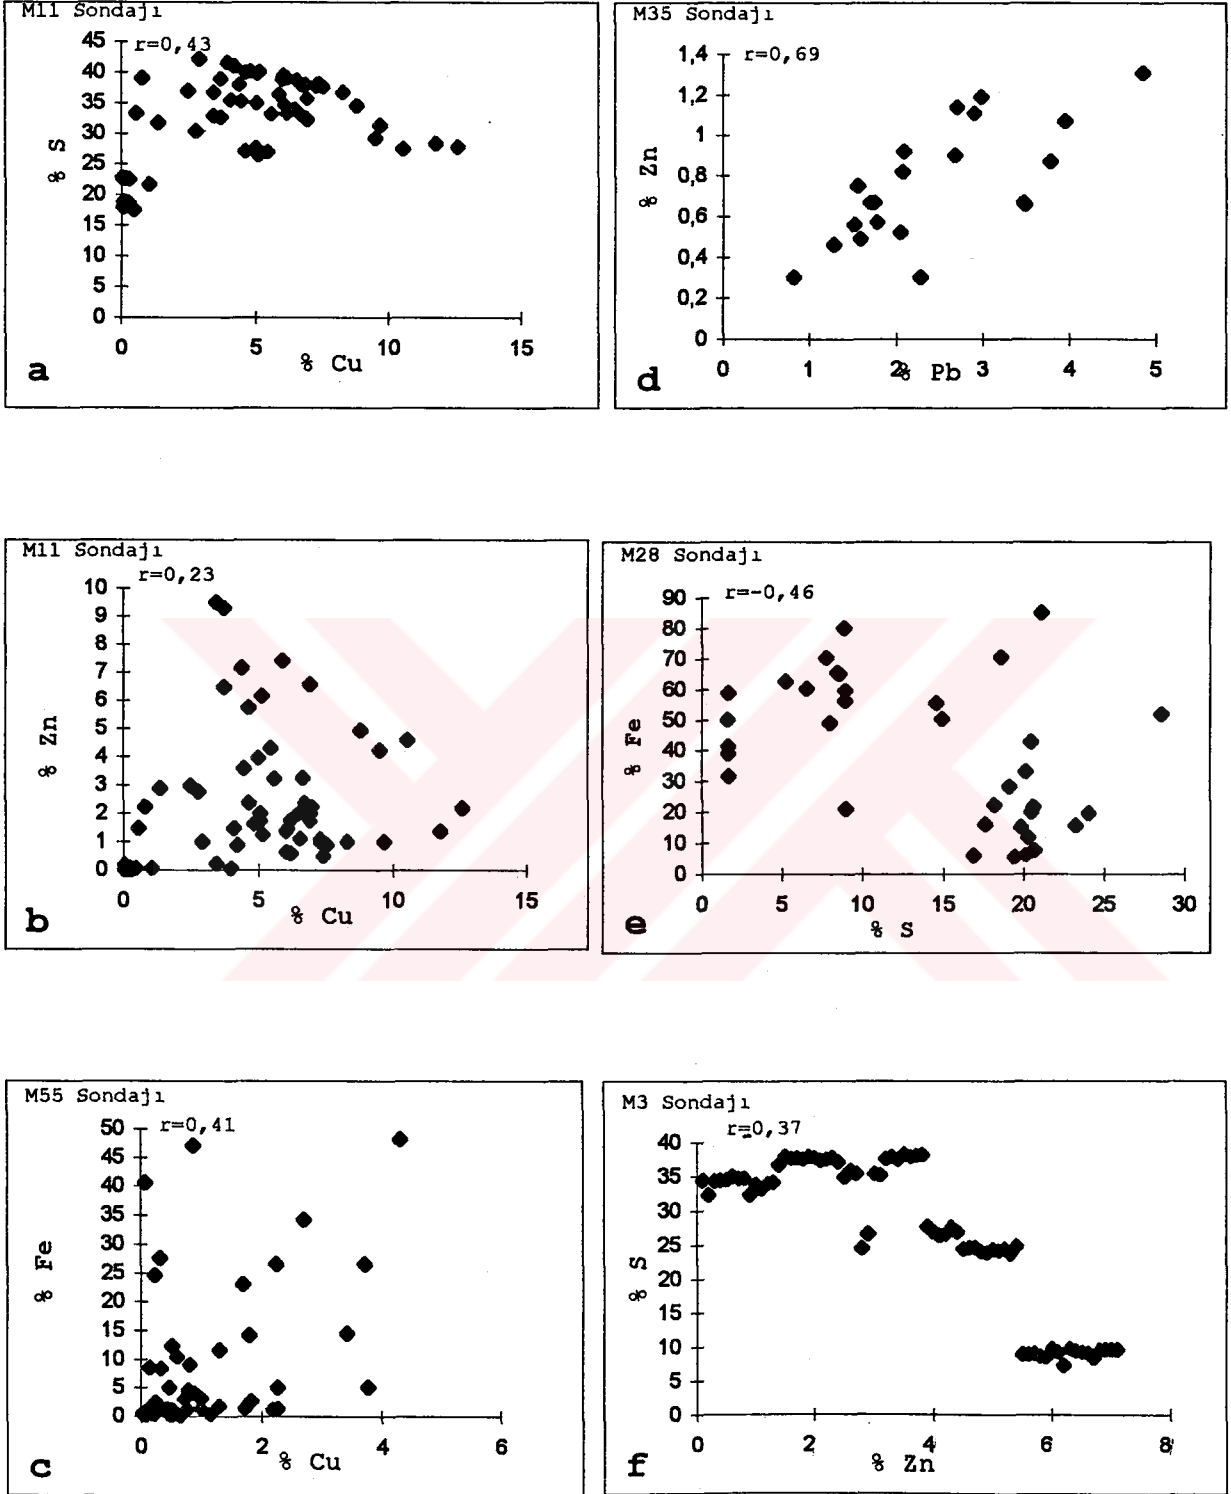 M11 Sondajı
r=0,43
45
40
35
30
25
20
15
10
5
0
% S
0 5 10 15
% Cu
a
M35 Sondajı
r=0,69
1,4
1,2
1
0,8
0,6
0,4
0,2
0
% Zn
0 1 2 3 4 5
% Pb
d
M11 Sondajı
r=0,23
10
9
8
7
6
5
4
3
2
1
0
% Zn
0 5 10 15
% Cu
b
M28 Sondajı
r=-0,46
90
80
70
60
50
40
30
20
10
0
% Fe
0 5 10 15 20 25 30
% S
e
M55 Sondajı
r=0,41
50
45
40
35
30
25
20
15
10
5
0
% Fe
0 2 4 6
% Cu
c
M3 Sondajı
r=0,37
40
35
30
25
20
15
10
5
0
% S
0 2 4 6 8
% Zn
f